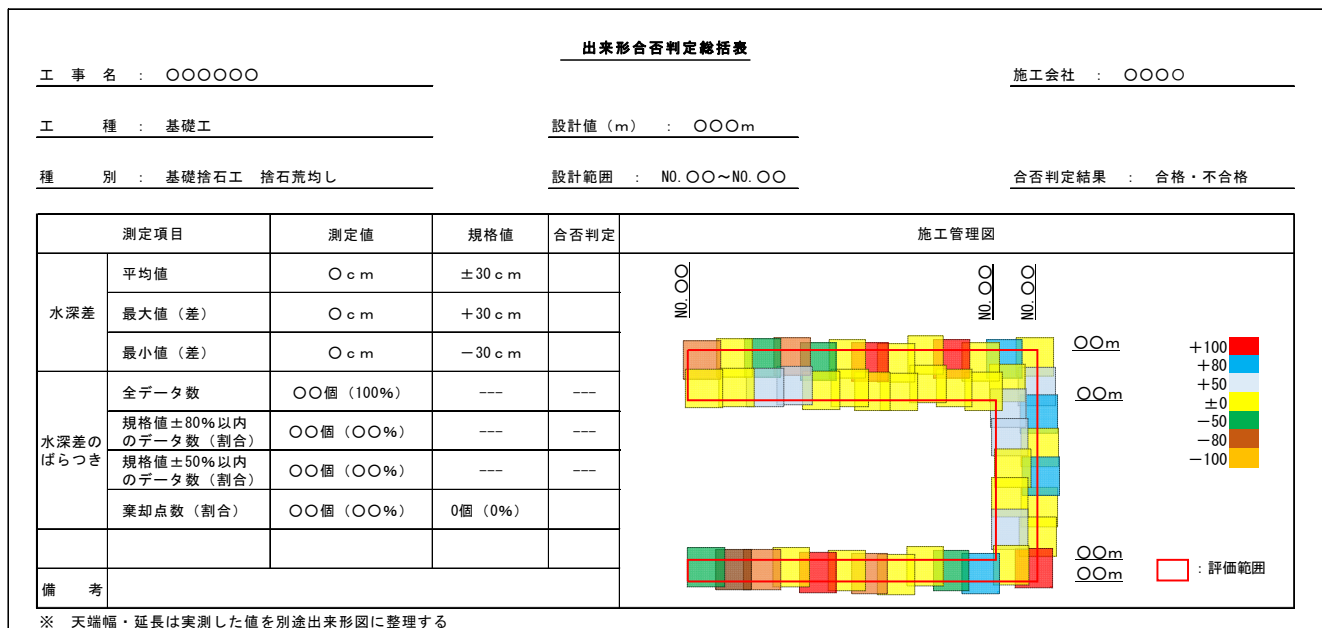 出来形合否判定総括表
工　事　名　：　〇〇〇〇〇〇
施工会社　：　〇〇〇〇
工　　　種　：　基礎工
設計値（ｍ）　：　〇〇〇ｍ
種　　　別　：　基礎捨石工　捨石荒均し
設計範囲　：　NO.〇〇～NO.〇〇
合否判定結果　：　合格・不合格
測定項目　測定値　規格値　合否判定　施工管理図
水深差
平均値　〇ｃｍ　±30ｃｍ
最大値（差）　〇ｃｍ　＋30ｃｍ
最小値（差）　〇ｃｍ　－30ｃｍ
水深差の
ばらつき
全データ数　〇〇個（100%）　---　---
規格値±80%以内
のデータ数（割合）　〇〇個（〇〇%）　---　---
規格値±50%以内
のデータ数（割合）　〇〇個（〇〇%）　---　---
棄却点数（割合）　〇〇個（〇〇%）　0個（0%）
備　考
NO.〇〇
NO.〇〇
NO.〇〇
〇〇ｍ
〇〇ｍ
〇〇ｍ
〇〇ｍ
＋100
＋80
＋50
±0
－50
－80
－100
：評価範囲
※　天端幅・延長は実測した値を別途出来形図に整理する